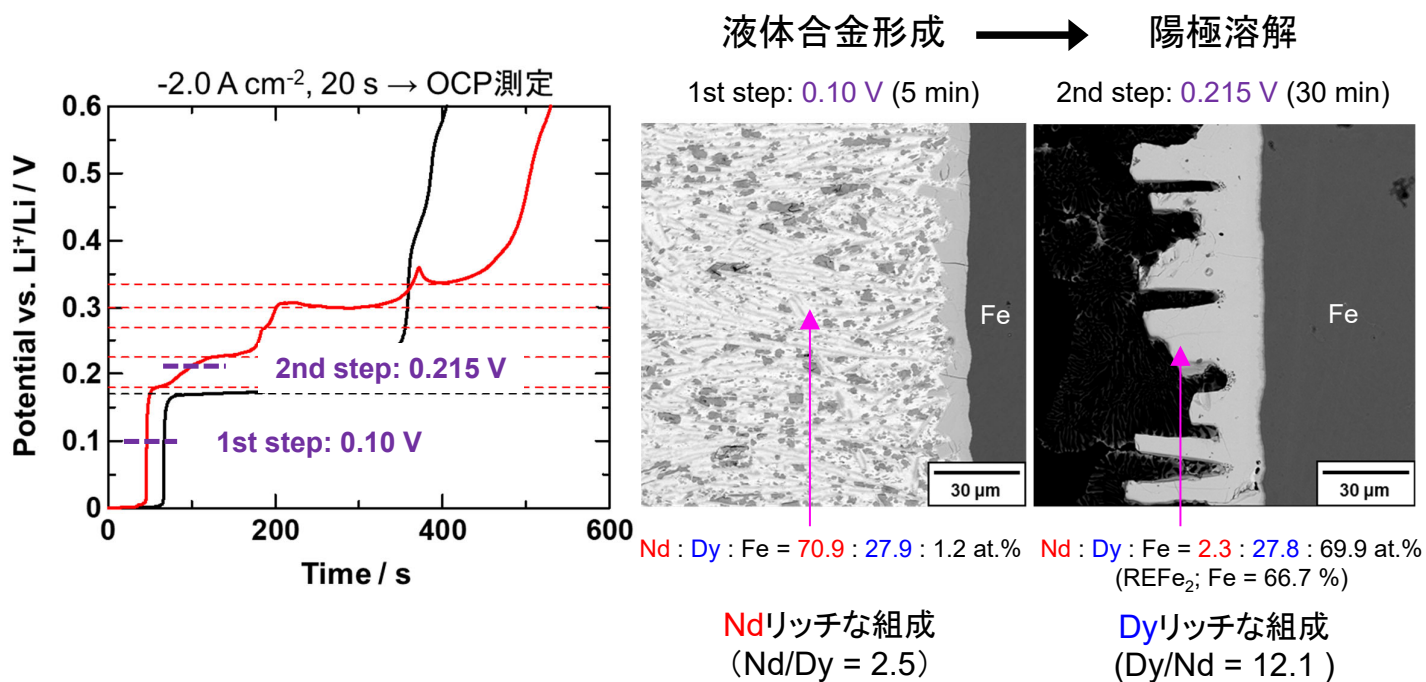 液体合金形成 → 陽極溶解
-2.0 A cm⁻², 20 s → OCP測定
1st step: 0.10 V (5 min)
2nd step: 0.215 V (30 min)
Potential vs. Li⁺/Li / V
0.6
0.5
0.4
0.3
0.2
0.1
0
2nd step: 0.215 V
1st step: 0.10 V
0
200
400
600
Time / s
Fe
30 µm
Fe
30 µm
Nd : Dy : Fe = 70.9 : 27.9 : 1.2 at.%
Ndリッチな組成
（Nd/Dy = 2.5）
Nd : Dy : Fe = 2.3 : 27.8 : 69.9 at.%
(REFe₂; Fe = 66.7 %)
Dyリッチな組成
(Dy/Nd = 12.1 )